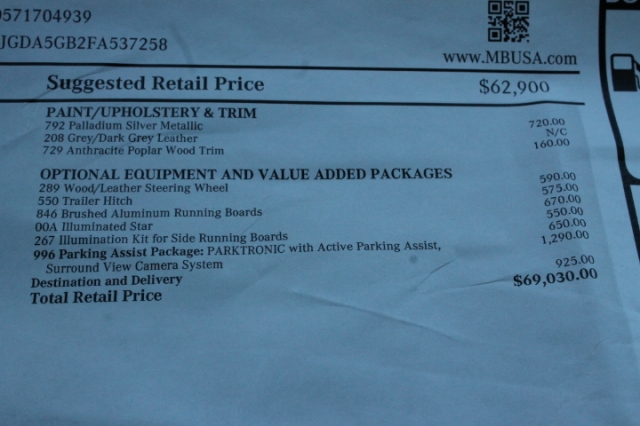 0571704939
JGDA5GB2FA537258
www.MBUSA.com
Suggested Retail Price $62,900
PAINT/UPHOLSTERY & TRIM
792 Palladium Silver Metallic 720.00
208 Grey/Dark Grey Leather N/C
729 Anthracite Poplar Wood Trim 160.00
OPTIONAL EQUIPMENT AND VALUE ADDED PACKAGES
289 Wood/Leather Steering Wheel 590.00
550 Trailer Hitch 575.00
846 Brushed Aluminum Running Boards 670.00
00A Illuminated Star 550.00
267 Illumination Kit for Side Running Boards 650.00
996 Parking Assist Package: PARKTRONIC with Active Parking Assist, 1,290.00
Surround View Camera System
Destination and Delivery 925.00
Total Retail Price $69,030.00